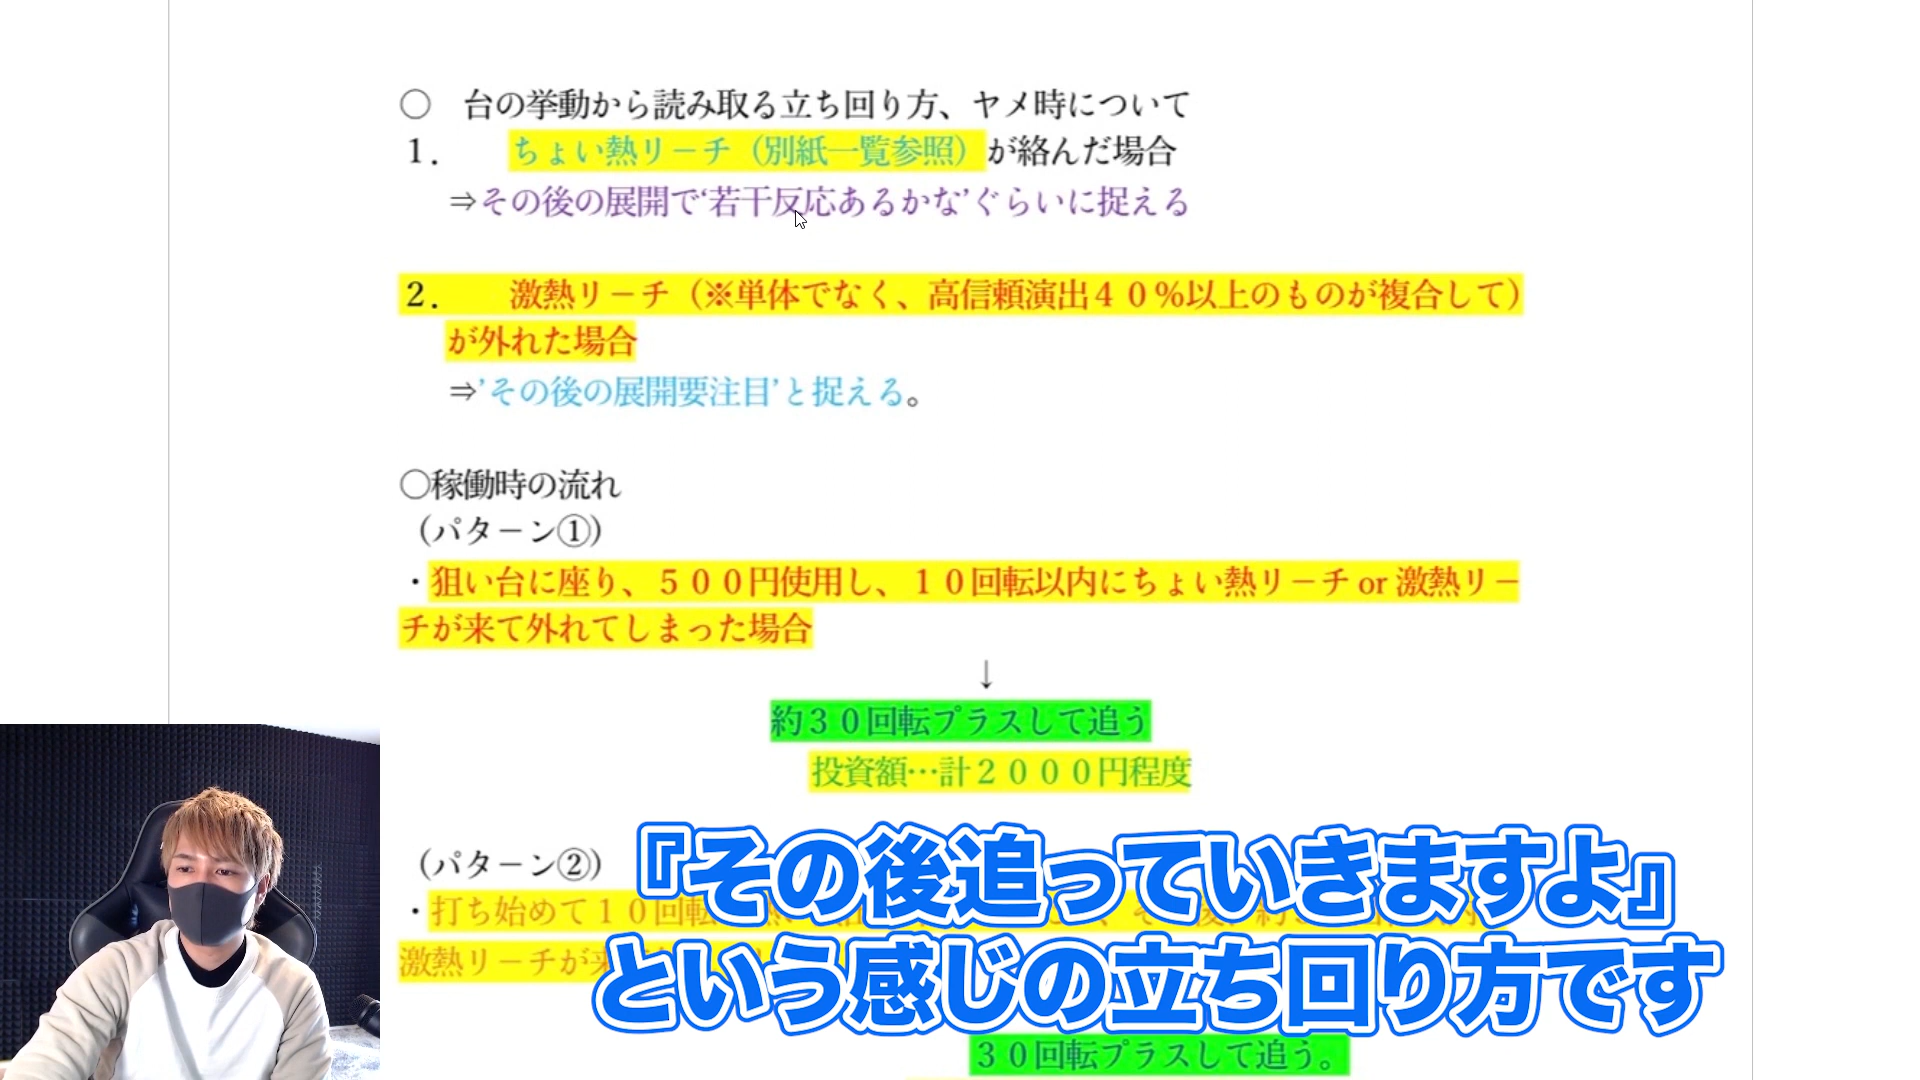 ○　台の挙動から読み取る立ち回り方、ヤメ時について
１．　ちょい熱リーチ（別紙一覧参照）が絡んだ場合
⇒その後の展開で‘若干反応あるかな’ぐらいに捉える
２．　激熱リーチ（※単体でなく、高信頼演出４０％以上のものが複合して）
が外れた場合
⇒’その後の展開要注目’と捉える。
○稼働時の流れ
（パターン①）
・狙い台に座り、５００円使用し、１０回転以内にちょい熱リーチ or 激熱リー
チが来て外れてしまった場合
↓
約３０回転プラスして追う
投資額…計２０００円程度
（パターン②）
・打ち始めて１０回転
激熱リーチが
『その後追っていきますよ』
という感じの立ち回り方です
３０回転プラスして追う。